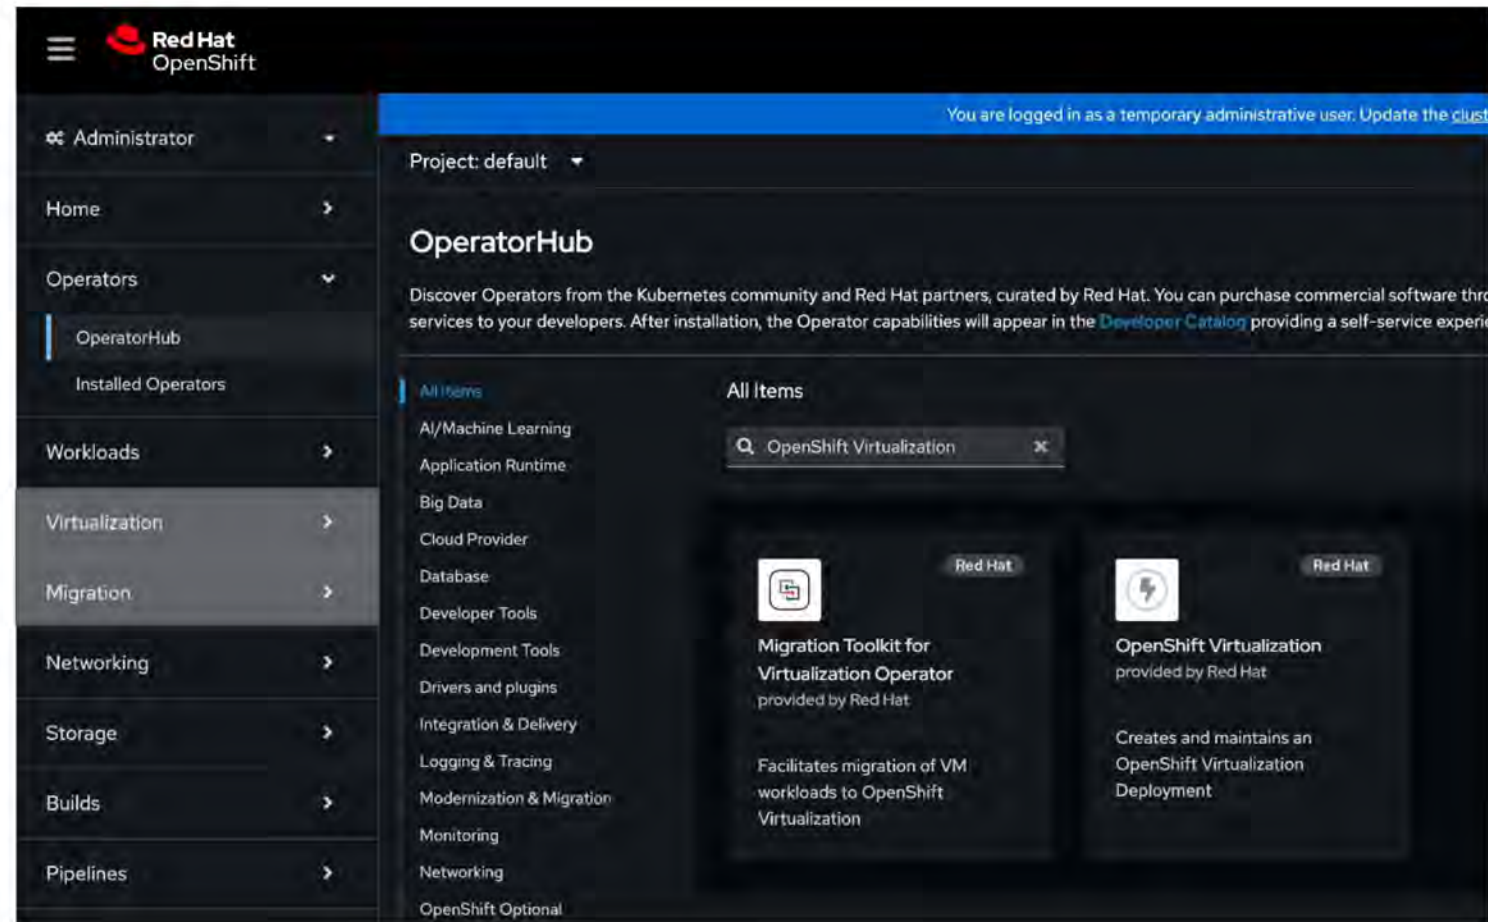 Red Hat
OpenShift
You are logged in as a temporary administrative user. Update the clust
Administrator
Home
Operators
OperatorHub
Installed Operators
Workloads
Virtualization
Migration
Networking
Storage
Builds
Pipelines
Project: default
OperatorHub
Discover Operators from the Kubernetes community and Red Hat partners, curated by Red Hat. You can purchase commercial software thro
services to your developers. After installation, the Operator capabilities will appear in the Developer Catalog providing a self-service experie
All Items
AI/Machine Learning
Application Runtime
Big Data
Cloud Provider
Database
Developer Tools
Development Tools
Drivers and plugins
Integration & Delivery
Logging & Tracing
Modernization & Migration
Monitoring
Networking
OpenShift Optional
All Items
OpenShift Virtualization
Red Hat
Migration Toolkit for
Virtualization Operator
provided by Red Hat
Facilitates migration of VM
workloads to OpenShift
Virtualization
Red Hat
OpenShift Virtualization
provided by Red Hat
Creates and maintains an
OpenShift Virtualization
Deployment